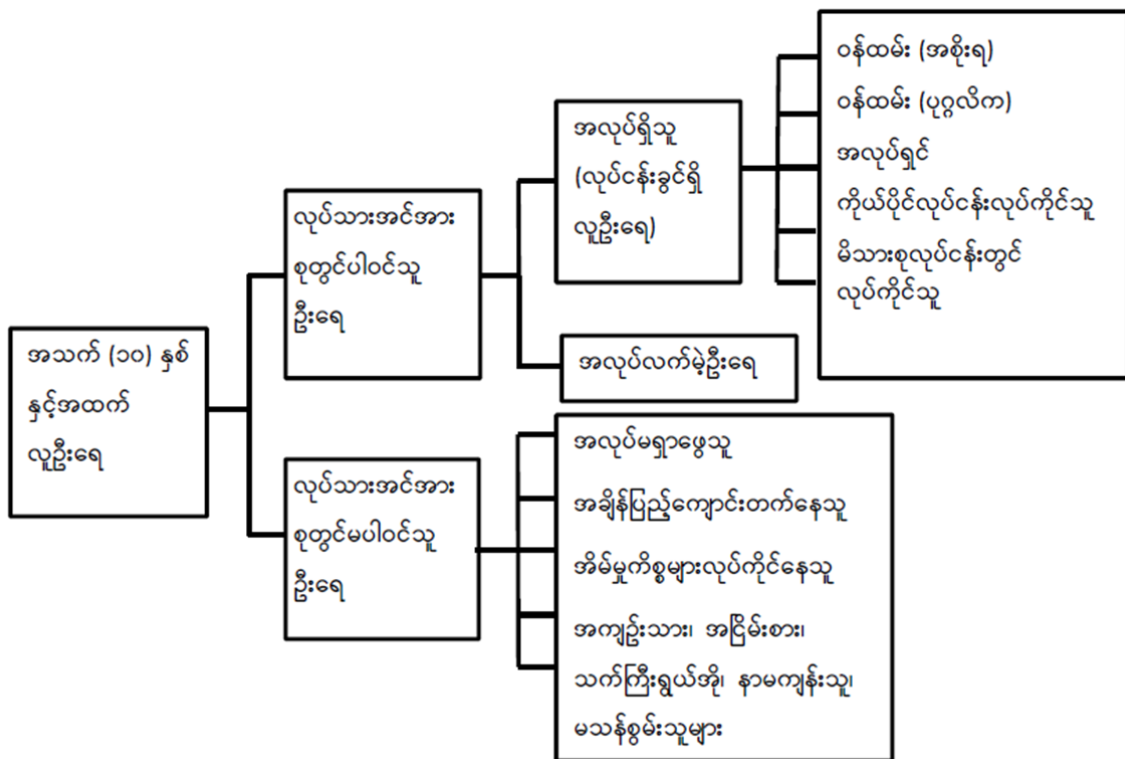 အသက် (၁၀) နှစ်
နှင့်အထက်
လူဦးရေ
လုပ်သားအင်အား
စုတွင်ပါဝင်သူ
ဦးရေ
လုပ်သားအင်အား
စုတွင်မပါဝင်သူ
ဦးရေ
အလုပ်ရှိသူ
(လုပ်ငန်းခွင်ရှိ
လူဦးရေ)
အလုပ်လက်မဲ့ဦးရေ
ဝန်ထမ်း (အစိုးရ)
ဝန်ထမ်း (ပုဂ္ဂလိက)
အလုပ်ရှင်
ကိုယ်ပိုင်လုပ်ငန်းလုပ်ကိုင်သူ
မိသားစုလုပ်ငန်းတွင်
လုပ်ကိုင်သူ
အလုပ်မရှာဖွေသူ
အချိန်ပြည့်ကျောင်းတက်နေသူ
အိမ်မှုကိစ္စများလုပ်ကိုင်နေသူ
အကျဉ်းသား၊ အငြိမ်းစား၊
သက်ကြီးရွယ်အို၊ နာမကျန်းသူ၊
မသန်စွမ်းသူများ